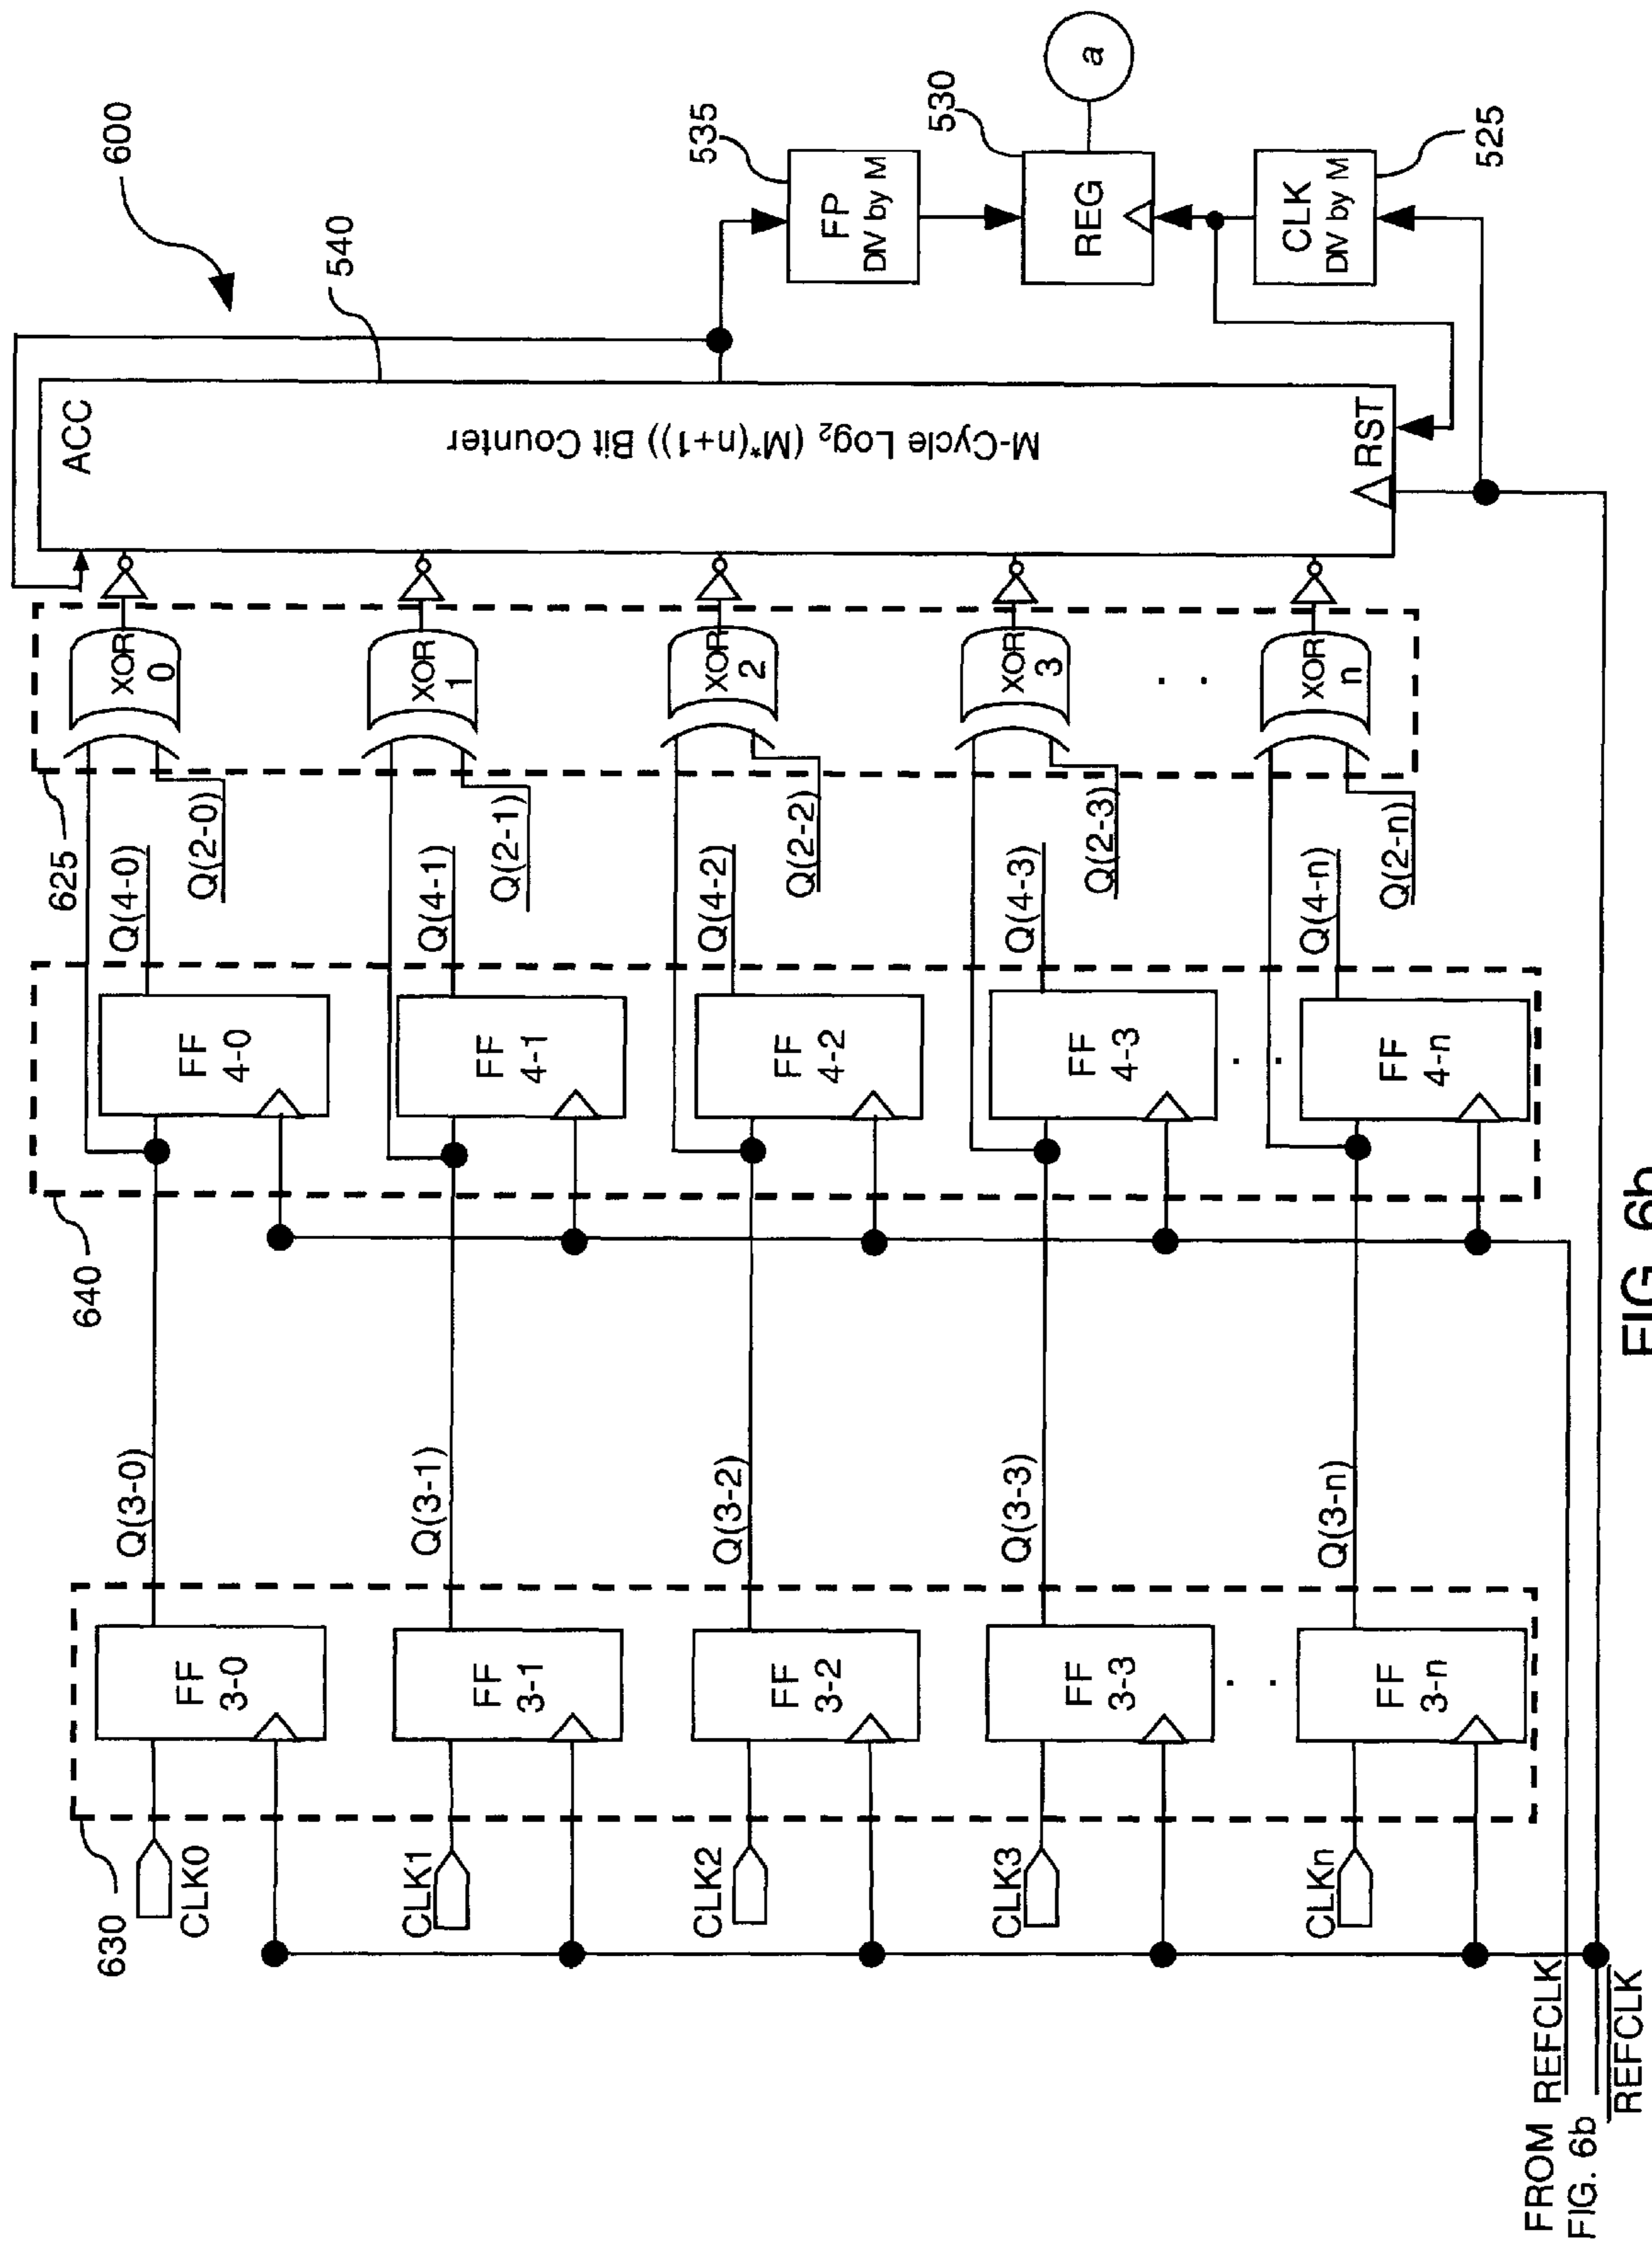 600
ACC
540
M-Cycle Log₂ (M*(n+1)) Bit Counter
RST
535
FP
DIV by M
530
REG
a
CLK
DIV by M
525
625
XOR
0
XOR
1
XOR
2
XOR
3
. .
XOR
n
Q(4-0)
Q(2-0)
Q(4-1)
Q(2-1)
Q(4-2)
Q(2-2)
Q(4-3)
Q(2-3)
Q(4-n)
Q(2-n)
640
FF
4-0
FF
4-1
FF
4-2
FF
4-3
. .
FF
4-n
Q(3-0)
Q(3-1)
Q(3-2)
Q(3-3)
Q(3-n)
630
FF
3-0
FF
3-1
FF
3-2
FF
3-3
. .
FF
3-n
CLK0
CLK1
CLK2
CLK3
CLKn
FROM REFCLK
FIG. 6b
REFCLK
FIG. 6b